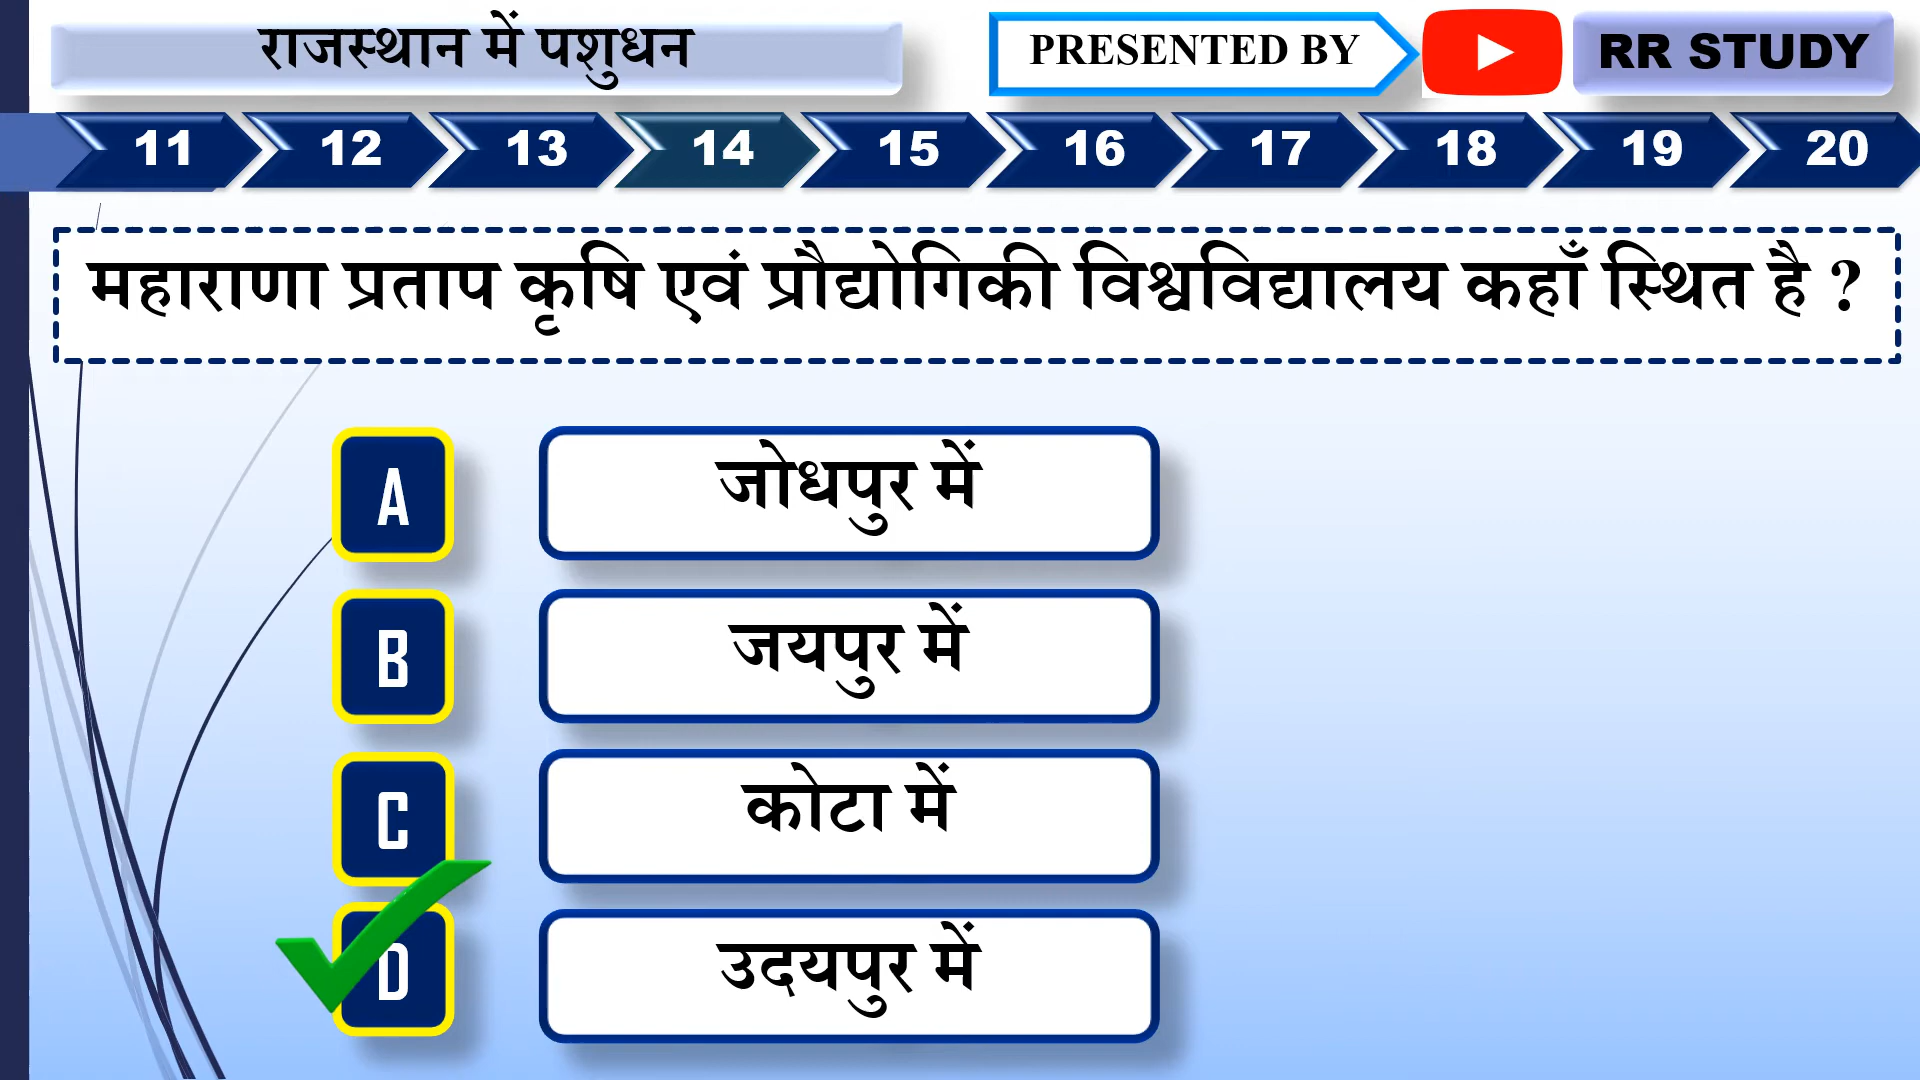 राजस्थान में पशुधन
PRESENTED BY
RR STUDY
11 12 13 14 15 16 17 18 19 20
महाराणा प्रताप कृषि एवं प्रौद्योगिकी विश्वविद्यालय कहाँ स्थित है ?
A जोधपुर में
B जयपुर में
C कोटा में
D उदयपुर में